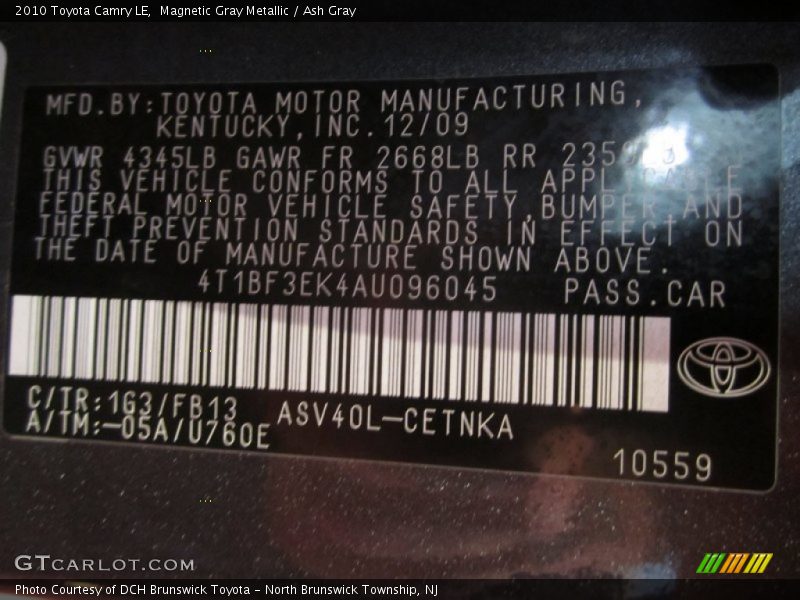 2010 Toyota Camry LE, Magnetic Gray Metallic / Ash Gray
MFD.BY:TOYOTA MOTOR MANUFACTURING,
KENTUCKY,INC.12/09
GVWR 4345LB GAWR FR 2668LB RR
THIS VEHICLE CONFORMS TO ALL APPLICABLE
FEDERAL MOTOR VEHICLE SAFETY,BUMPER AND
THEFT PREVENTION STANDARDS IN EFFECT ON
THE DATE OF MANUFACTURE SHOWN ABOVE.
4T1BF3EK4AU096045 PASS.CAR
C/TR:1G3/FB13 ASV40L-CETNKA
A/TM:-05A/U760E
10559
GTCARLOT.COM
Photo Courtesy of DCH Brunswick Toyota - North Brunswick Township, NJ